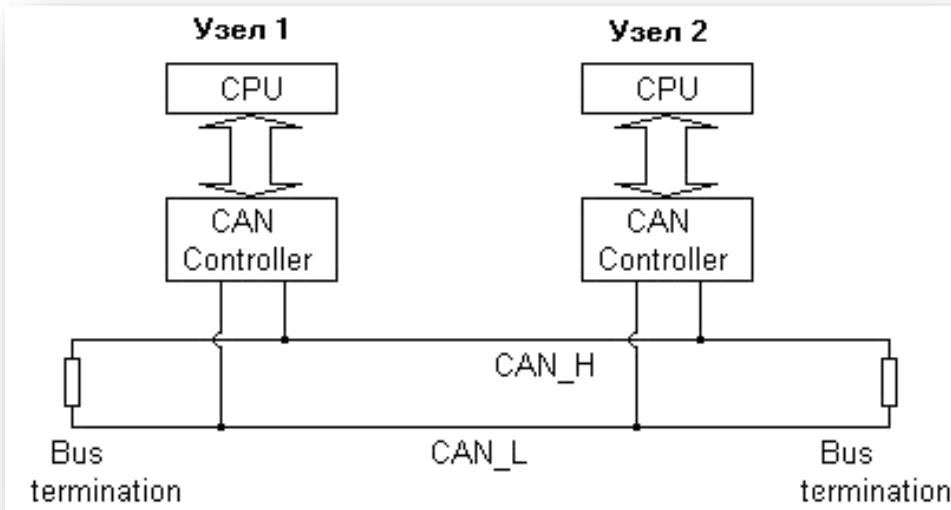 Узел 1
Узел 2
CPU
CPU
CAN
Controller
CAN
Controller
CAN_H
CAN_L
Bus
termination
Bus
termination